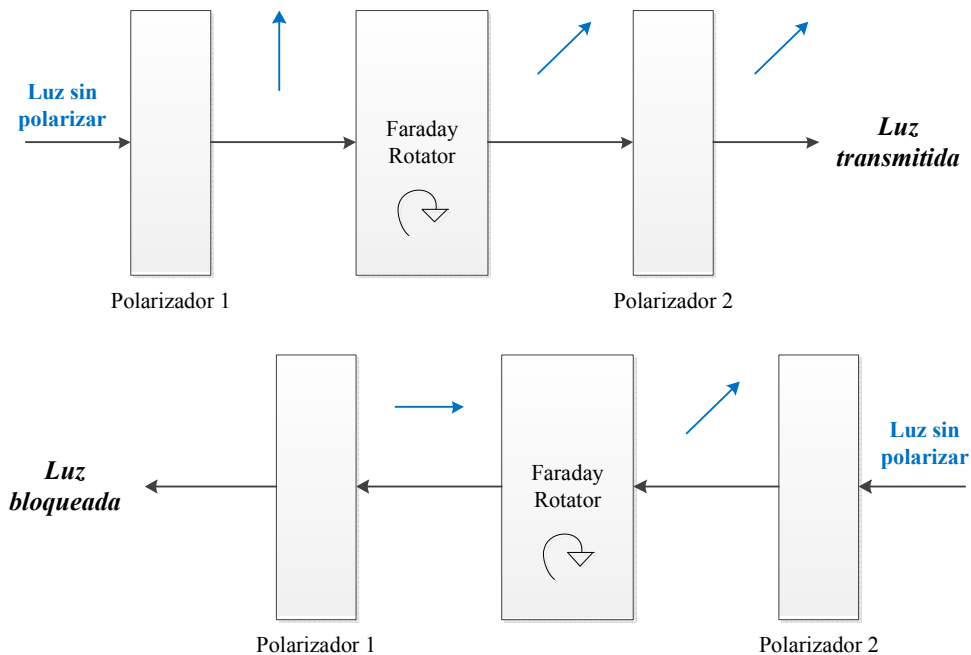 Luz sin
polarizar
Faraday
Rotator
Luz
transmitida
Polarizador 1
Polarizador 2
Luz
bloqueada
Faraday
Rotator
Luz sin
polarizar
Polarizador 1
Polarizador 2